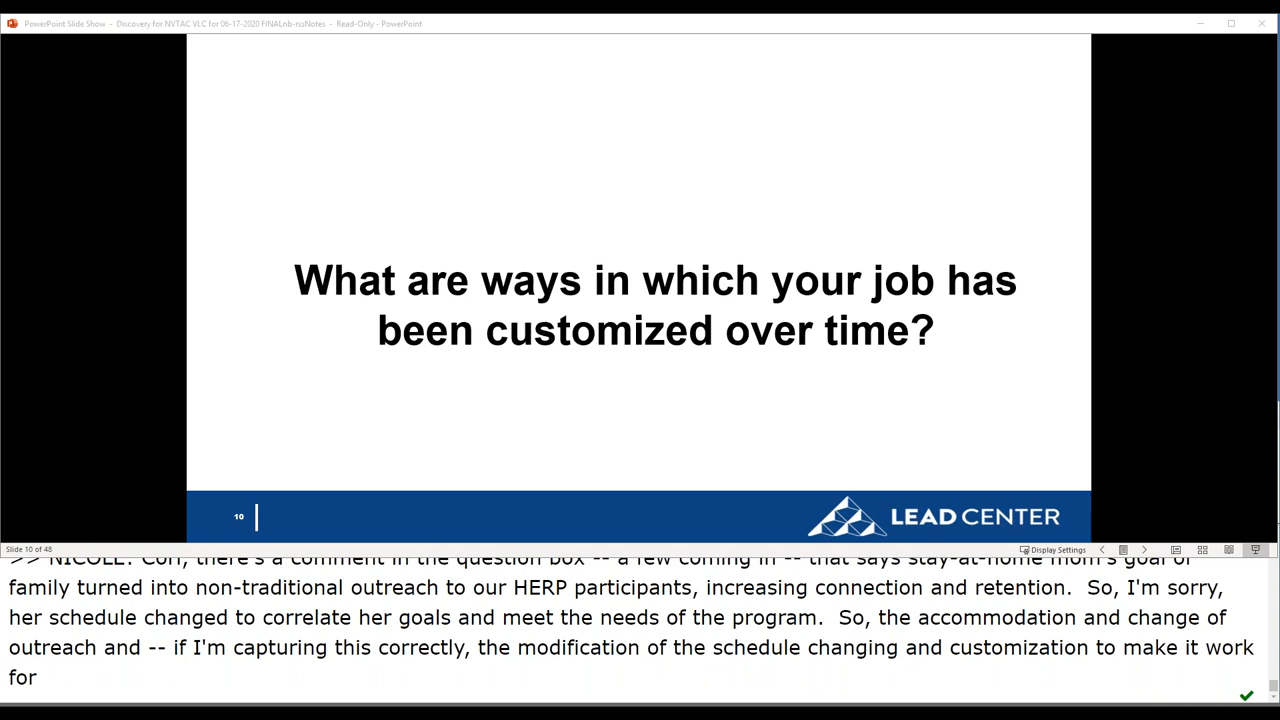 PowerPoint Slide Show - Discovery for NVTAC VLC for 06-17-2020 FINALnb-rssNotes - Read-Only - PowerPoint
What are ways in which your job has
been customized over time?
10
LEAD CENTER
Slide 10 of 48
Display Settings
>> NICOLE: Cori, there's a comment in the question box -- a few coming in -- that says stay-at-home mom's goal of
family turned into non-traditional outreach to our HERP participants, increasing connection and retention. So, I'm sorry,
her schedule changed to correlate her goals and meet the needs of the program. So, the accommodation and change of
outreach and -- if I'm capturing this correctly, the modification of the schedule changing and customization to make it work
for